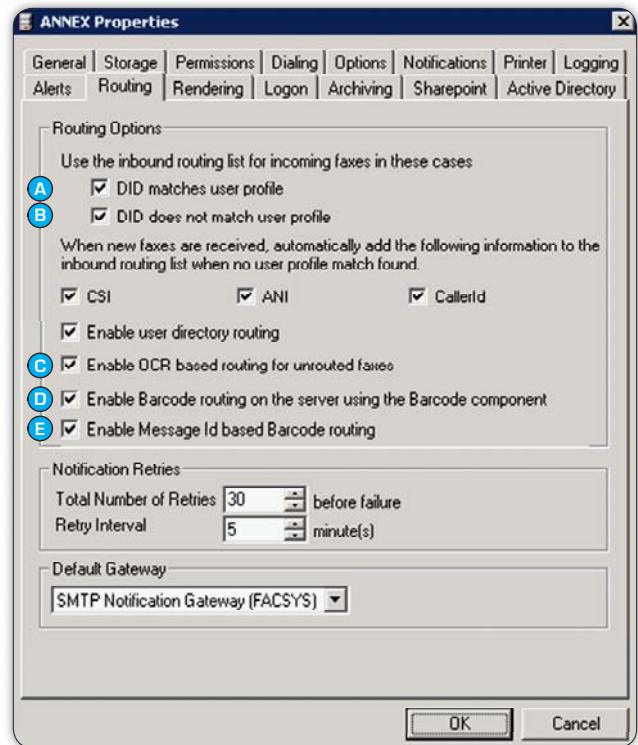 ANNEX Properties
General Storage Permissions Dialing Options Notifications Printer Logging
Alerts Routing Rendering Logon Archiving Sharepoint Active Directory
Routing Options
Use the inbound routing list for incoming faxes in these cases
A DID matches user profile
B DID does not match user profile
When new faxes are received, automatically add the following information to the
inbound routing list when no user profile match found.
CSI ANI CallerId
Enable user directory routing
C Enable OCR based routing for unrouted faxes
D Enable Barcode routing on the server using the Barcode component
E Enable Message Id based Barcode routing
Notification Retries
Total Number of Retries 30 before failure
Retry Interval 5 minute(s)
Default Gateway
SMTP Notification Gateway (FACSYS)
OK Cancel